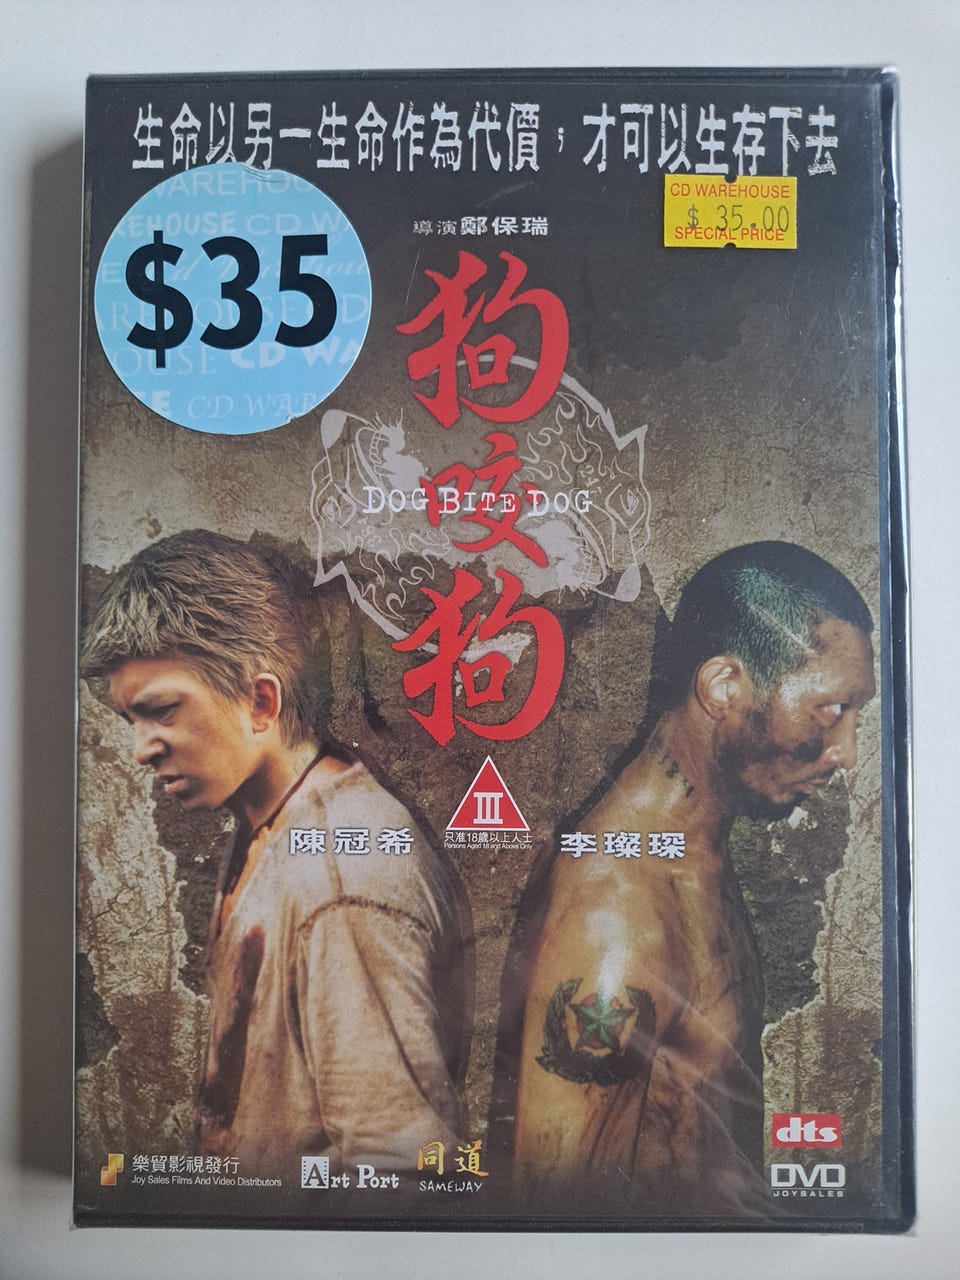 生命以另一生命作為代價；才可以生存下去
CD WAREHOUSE
$ 35.00
SPECIAL PRICE
$35
導演鄭保瑞
狗
咬
狗
DOG BITE DOG
III
只准18歲以上人士
Persons Aged 18 and Above Only
陳冠希
李璨琛
樂貿影視發行
Joy Sales Films And Video Distributors
Art Port
同道
SAMEWAY
dts
DVD
JOYSALES